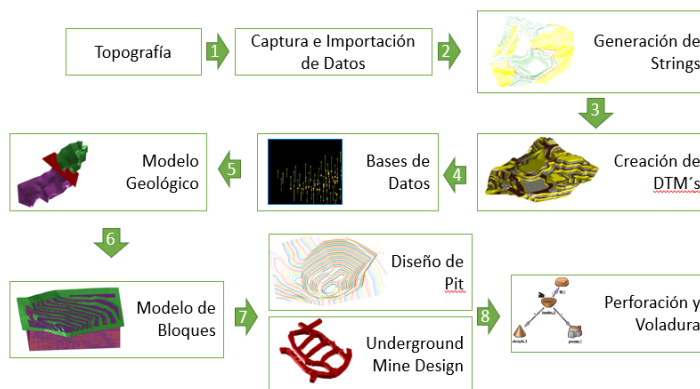 Topografía
1
Captura e Importación
de Datos
2
Generación de
Strings
3
Creación de
DTM´s
4
Bases de
Datos
5
Modelo
Geológico
6
Modelo de
Bloques
7
Diseño de
Pit
Underground
Mine Design
8
Perforación y
Voladura